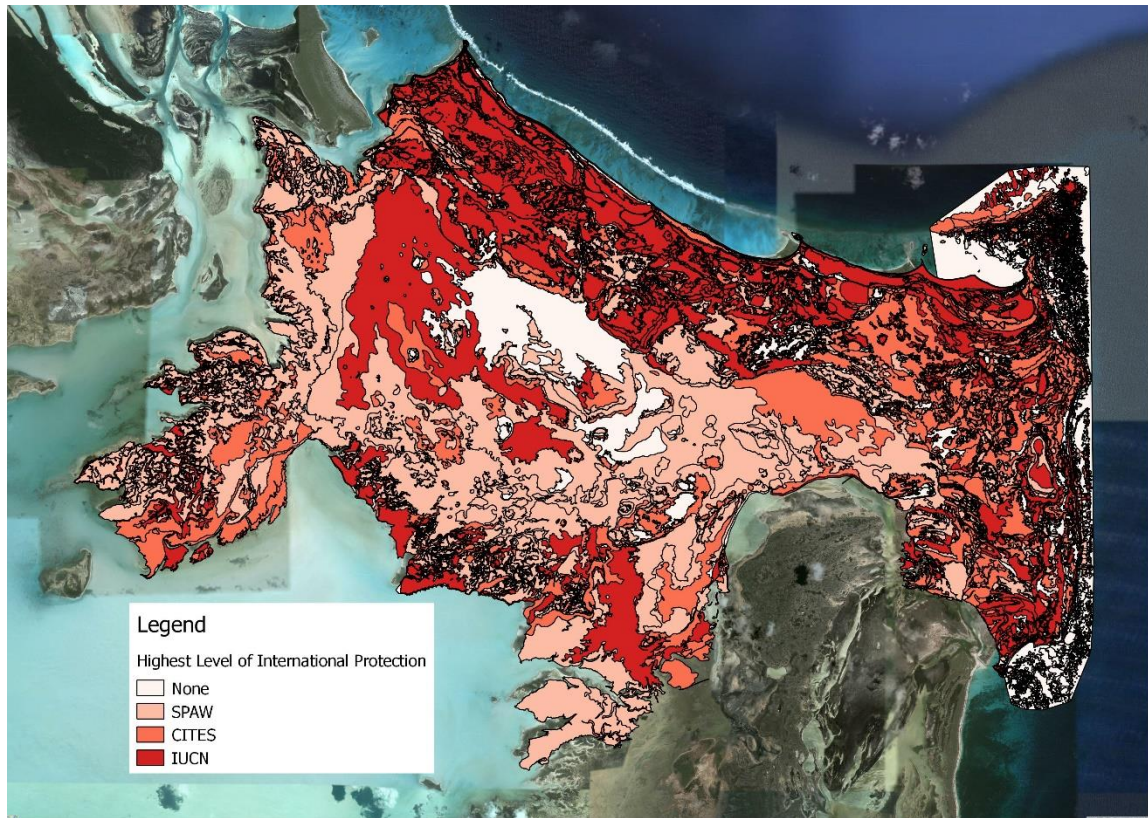 Legend
Highest Level of International Protection
None
SPAW
CITES
IUCN